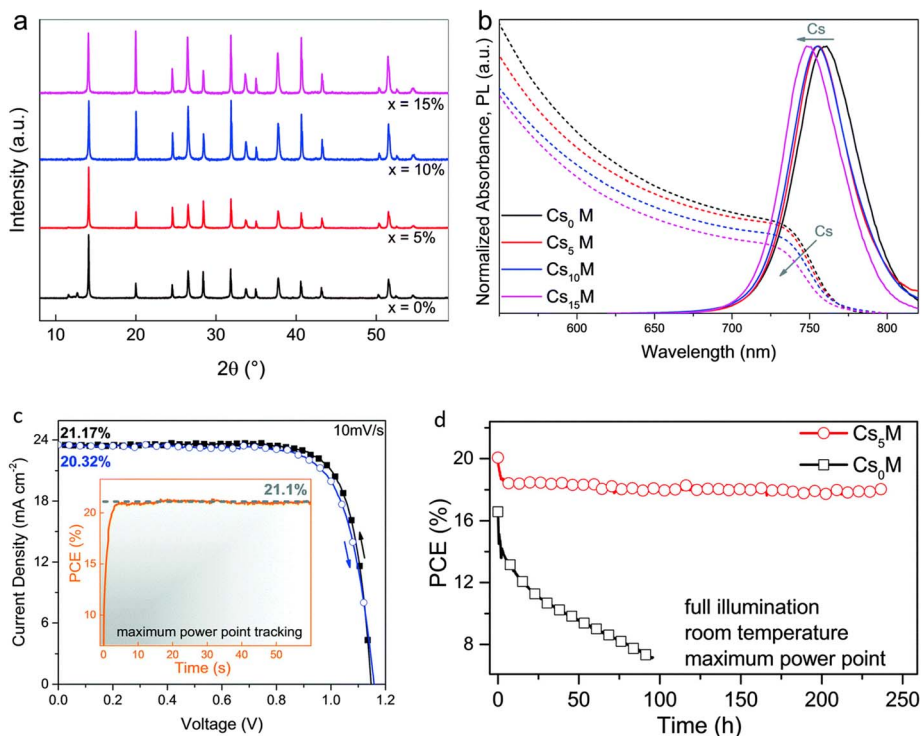 a
Intensity (a.u.)
x = 15%
x = 10%
x = 5%
x = 0%
10 20 30 40 50
2θ (°)
b
Normalized Absorbance, PL (a.u.)
Cs
Cs
Cs₀ M
Cs₅ M
Cs₁₀M
Cs₁₅M
600 650 700 750 800
Wavelength (nm)
c
Current Density (mA cm⁻²)
24
18
12
6
0
21.17%
20.32%
10mV/s
21.1%
PCE (%)
20
10
maximum power point tracking
0 10 20 30 40 50
Time (s)
0.0 0.2 0.4 0.6 0.8 1.0 1.2
Voltage (V)
d
PCE (%)
20
16
12
8
Cs₅M
Cs₀M
full illumination
room temperature
maximum power point
0 50 100 150 200 250
Time (h)